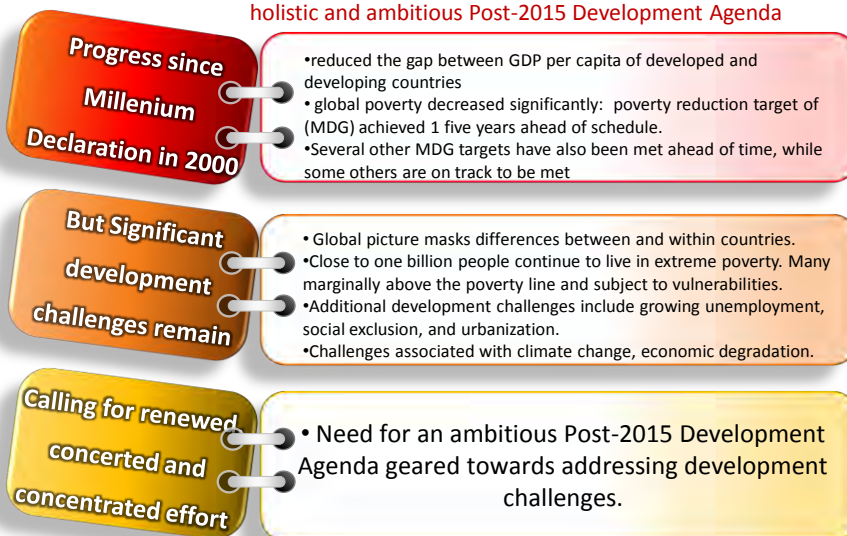 holistic and ambitious Post-2015 Development Agenda
Progress since
Millenium
Declaration in 2000
•reduced the gap between GDP per capita of developed and
developing countries
• global poverty decreased significantly: poverty reduction target of
(MDG) achieved 1 five years ahead of schedule.
•Several other MDG targets have also been met ahead of time, while
some others are on track to be met
But Significant
development
challenges remain
• Global picture masks differences between and within countries.
•Close to one billion people continue to live in extreme poverty. Many
marginally above the poverty line and subject to vulnerabilities.
•Additional development challenges include growing unemployment,
social exclusion, and urbanization.
•Challenges associated with climate change, economic degradation.
Calling for renewed,
concerted and
concentrated effort
• Need for an ambitious Post-2015 Development
Agenda geared towards addressing development
challenges.